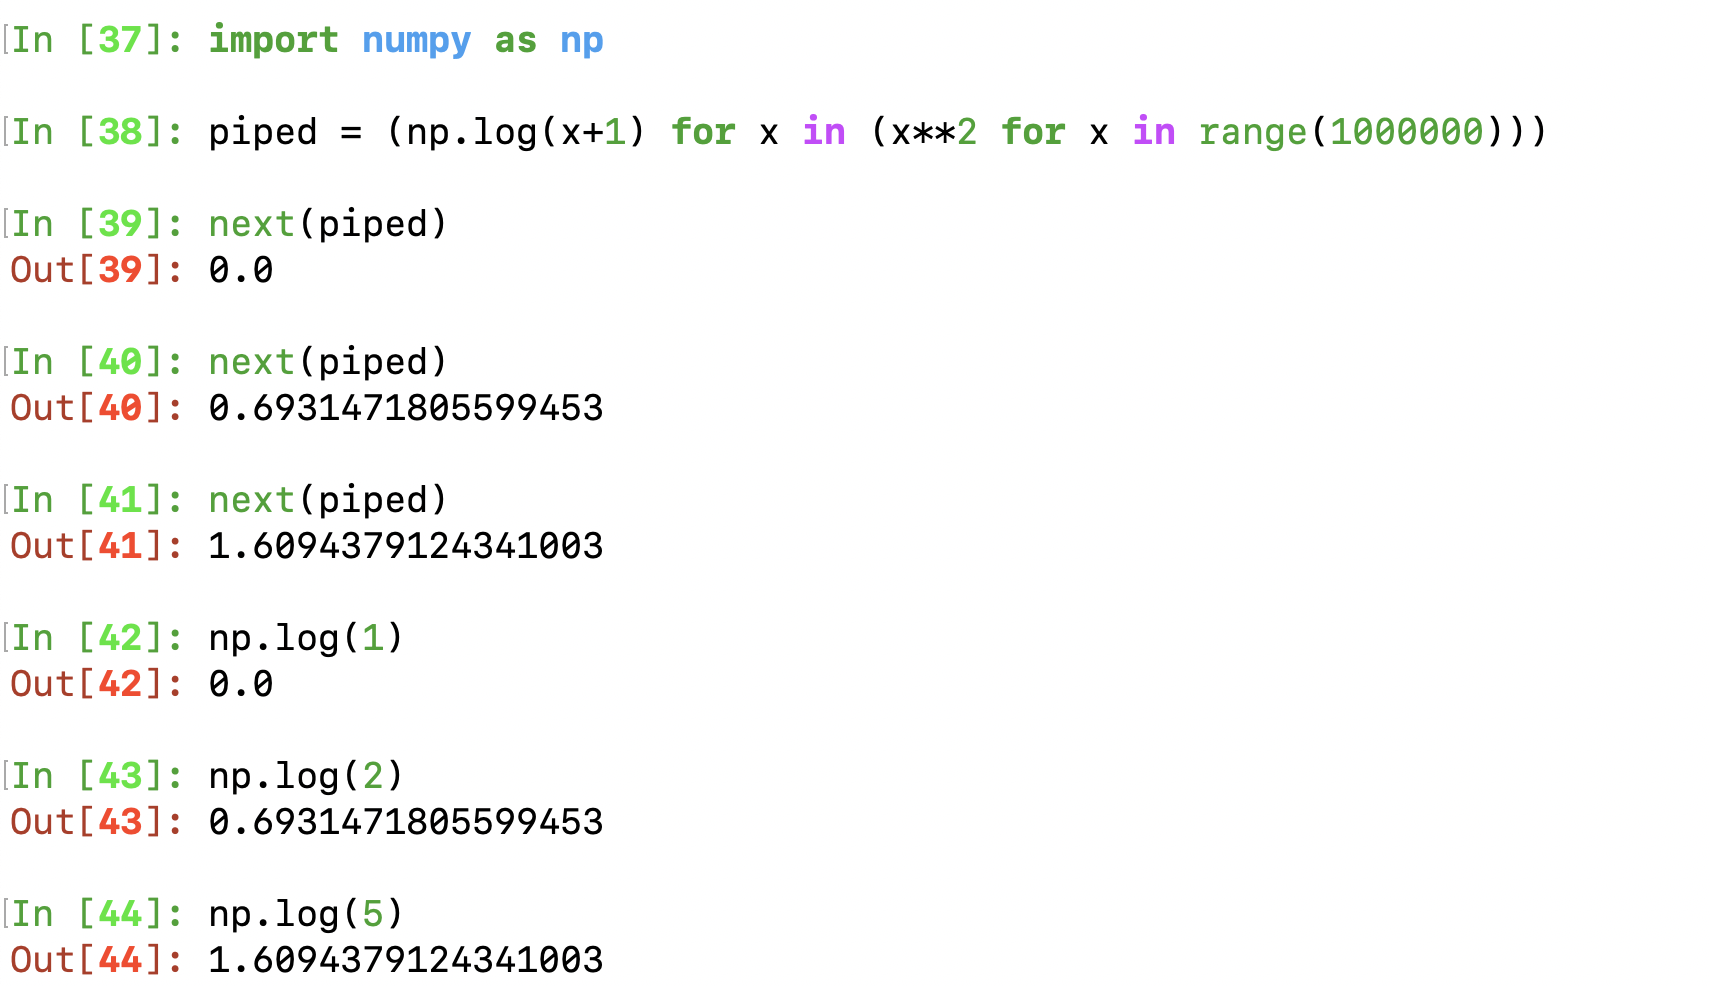 In [37]: import numpy as np
In [38]: piped = (np.log(x+1) for x in (x**2 for x in range(1000000)))
In [39]: next(piped)
Out[39]: 0.0
In [40]: next(piped)
Out[40]: 0.6931471805599453
In [41]: next(piped)
Out[41]: 1.6094379124341003
In [42]: np.log(1)
Out[42]: 0.0
In [43]: np.log(2)
Out[43]: 0.6931471805599453
In [44]: np.log(5)
Out[44]: 1.6094379124341003